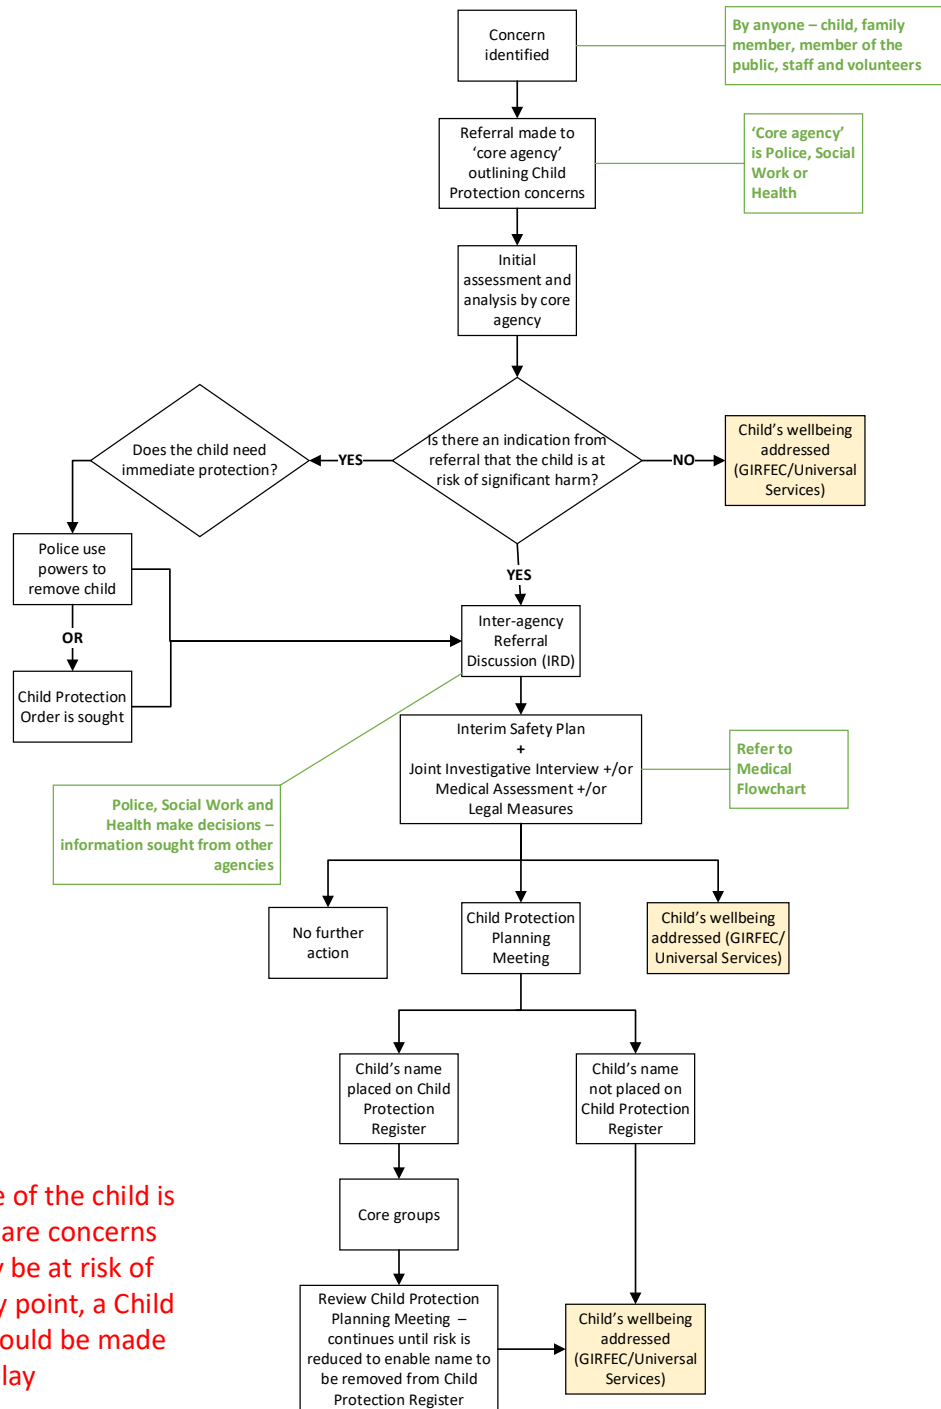 Concern
identified
By anyone – child, family
member, member of the
public, staff and volunteers
Referral made to
‘core agency’
outlining Child
Protection concerns
‘Core agency’
is Police, Social
Work or
Health
Initial
assessment and
analysis by core
agency
Does the child need
immediate protection?
YES
Is there an indication from
referral that the child is at
risk of significant harm?
NO
Child’s wellbeing
addressed
(GIRFEC/Universal
Services)
Police use
powers to
remove child
YES
OR
Inter-agency
Referral
Discussion (IRD)
Child Protection
Order is sought
Interim Safety Plan
+
Joint Investigative Interview +/or
Medical Assessment +/or
Legal Measures
Refer to
Medical
Flowchart
Police, Social Work and
Health make decisions –
information sought from other
agencies
No further
action
Child Protection
Planning
Meeting
Child’s wellbeing
addressed (GIRFEC/
Universal Services)
Child’s name
placed on Child
Protection
Register
Child’s name
not placed on
Child Protection
Register
Core groups
e of the child is
are concerns
y be at risk of
y point, a Child
ould be made
lay
Review Child Protection
Planning Meeting –
continues until risk is
reduced to enable name to
be removed from Child
Protection Register
Child’s wellbeing
addressed
(GIRFEC/Universal
Services)